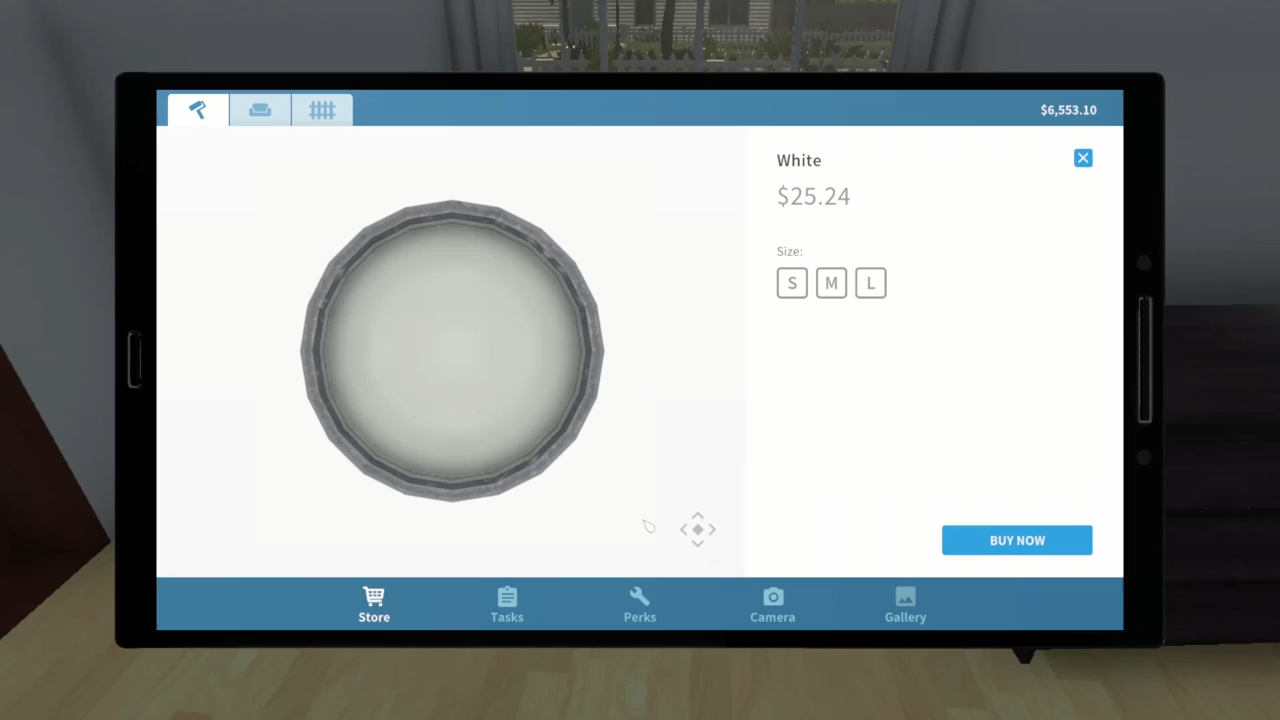 $6,553.10
White
$25.24
Size:
S M L
BUY NOW
Store Tasks Perks Camera Gallery